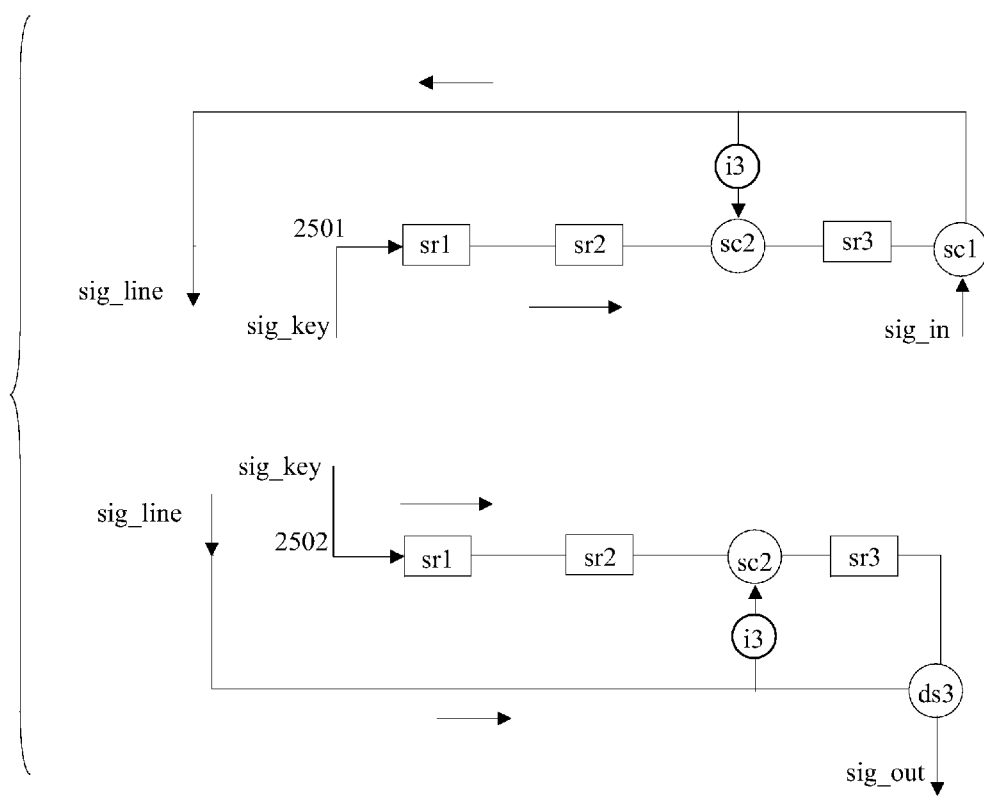 i3
2501
sr1 sr2 sc2 sr3 sc1
sig_line
sig_key
sig_in
sig_key
sig_line
2502
sr1 sr2 sc2 sr3
i3
ds3
sig_out